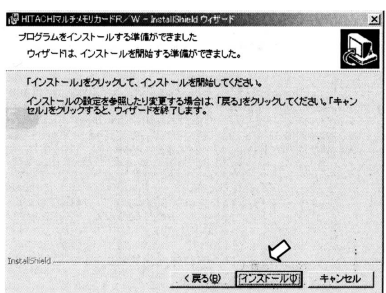 HITACHIマルチメモリカードR/W - InstallShield ウィザード
プログラムをインストールする準備ができました
ウィザードは、インストールを開始する準備ができました。
「インストール」をクリックして、インストールを開始してください。
インストールの設定を参照したり変更する場合は、「戻る」をクリックしてください。「キャン
セル」をクリックすると、ウィザードを終了します。
InstallShield
< 戻る(B)
インストール(I)
キャンセル